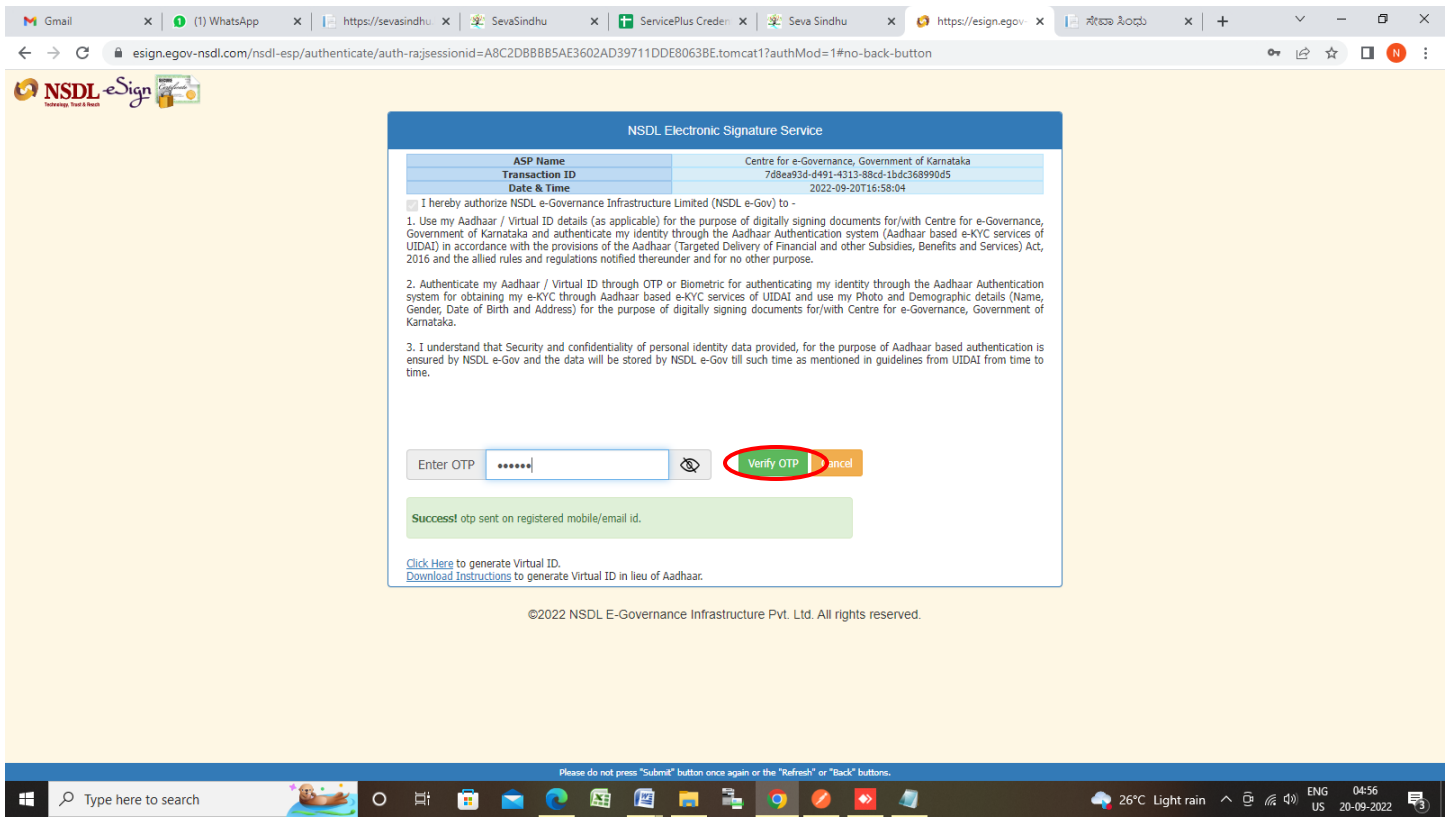 Gmail
(1) WhatsApp
https://sevasindhu
SevaSindhu
ServicePlus Creden
Seva Sindhu
https://esign.egov-
ಸೇವಾ ಸಿಂಧು
esign.egov-nsdl.com/nsdl-esp/authenticate/auth-ra;jsessionid=A8C2DBBBB5AE3602AD39711DDE8063BE.tomcat1?authMod=1#no-back-button
N
NSDL eSign
Technology, Trust & Reach
NSDL Electronic Signature Service
ASP Name Centre for e-Governance, Government of Karnataka
Transaction ID 7d8ea93d-d491-4313-88cd-1bdc368990d5
Date & Time 2022-09-20T16:58:04
I hereby authorize NSDL e-Governance Infrastructure Limited (NSDL e-Gov) to -
1. Use my Aadhaar / Virtual ID details (as applicable) for the purpose of digitally signing documents for/with Centre for e-Governance,
Government of Karnataka and authenticate my identity through the Aadhaar Authentication system (Aadhaar based e-KYC services of
UIDAI) in accordance with the provisions of the Aadhaar (Targeted Delivery of Financial and other Subsidies, Benefits and Services) Act,
2016 and the allied rules and regulations notified thereunder and for no other purpose.
2. Authenticate my Aadhaar / Virtual ID through OTP or Biometric for authenticating my identity through the Aadhaar Authentication
system for obtaining my e-KYC through Aadhaar based e-KYC services of UIDAI and use my Photo and Demographic details (Name,
Gender, Date of Birth and Address) for the purpose of digitally signing documents for/with Centre for e-Governance, Government of
Karnataka.
3. I understand that Security and confidentiality of personal identity data provided, for the purpose of Aadhaar based authentication is
ensured by NSDL e-Gov and the data will be stored by NSDL e-Gov till such time as mentioned in guidelines from UIDAI from time to
time.
Enter OTP •••••• Verify OTP Cancel
Success! otp sent on registered mobile/email id.
Click Here to generate Virtual ID.
Download Instructions to generate Virtual ID in lieu of Aadhaar.
©2022 NSDL E-Governance Infrastructure Pvt. Ltd. All rights reserved.
Please do not press "Submit" button once again or the "Refresh" or "Back" buttons.
Type here to search
26°C Light rain
ENG
US
04:56
20-09-2022
3